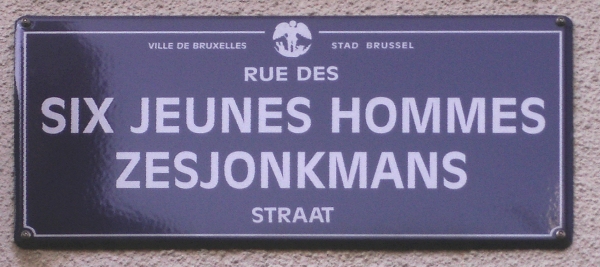 VILLE DE BRUXELLES STAD BRUSSEL
RUE DES
SIX JEUNES HOMMES
ZESJONKMANS
STRAAT